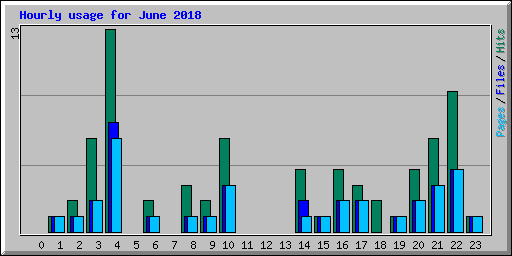 Hourly usage for June 2018
13
Pages/Files/Hits
0 1 2 3 4 5 6 7 8 9 10 11 12 13 14 15 16 17 18 19 20 21 22 23